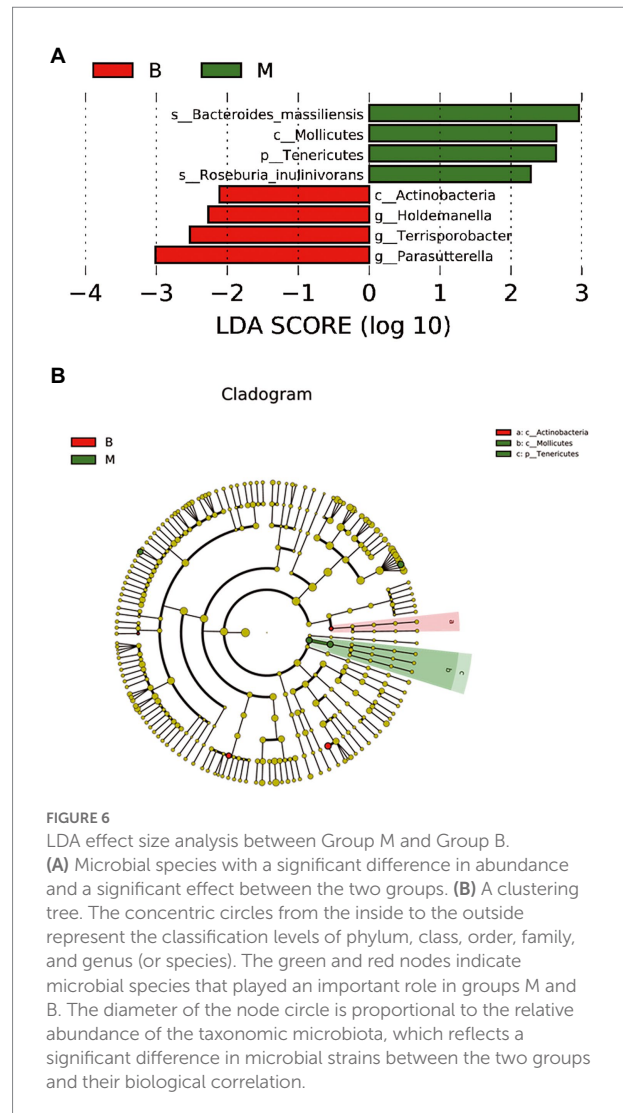 A
B M
s__Bacteroides_massiliensis
c__Mollicutes
p__Tenericutes
s__Roseburia_inulinivorans
c__Actinobacteria
g__Holdemanella
g__Terrisporobacter
g__Parasutterella
−4 −3 −2 −1 0 1 2 3
LDA SCORE (log 10)
B
Cladogram
B
M
a: c__Actinobacteria
b: c__Mollicutes
c: p__Tenericutes
a
b
c
FIGURE 6
LDA effect size analysis between Group M and Group B.
(A) Microbial species with a significant difference in abundance
and a significant effect between the two groups. (B) A clustering
tree. The concentric circles from the inside to the outside
represent the classification levels of phylum, class, order, family,
and genus (or species). The green and red nodes indicate
microbial species that played an important role in groups M and
B. The diameter of the node circle is proportional to the relative
abundance of the taxonomic microbiota, which reflects a
significant difference in microbial strains between the two groups
and their biological correlation.